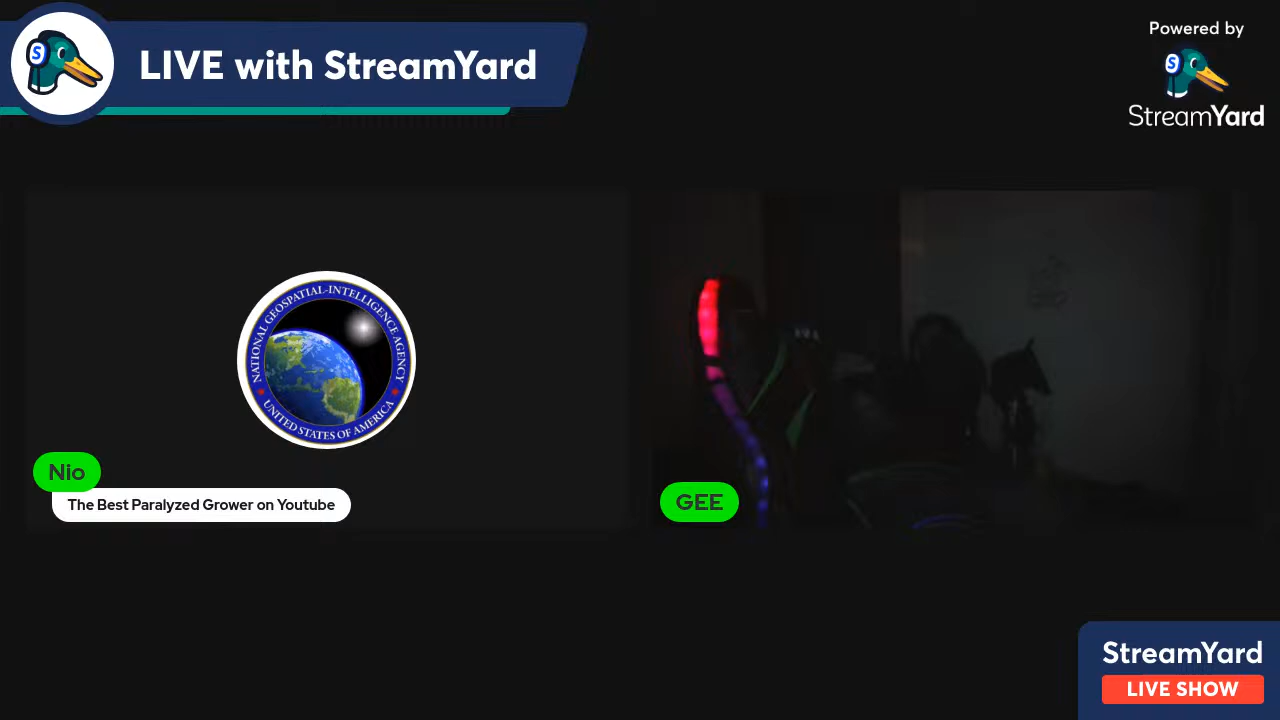 S
LIVE with StreamYard
Powered by
S
StreamYard
NATIONAL GEOSPATIAL-INTELLIGENCE AGENCY
UNITED STATES OF AMERICA
Nio
The Best Paralyzed Grower on Youtube
GEE
StreamYard
LIVE SHOW